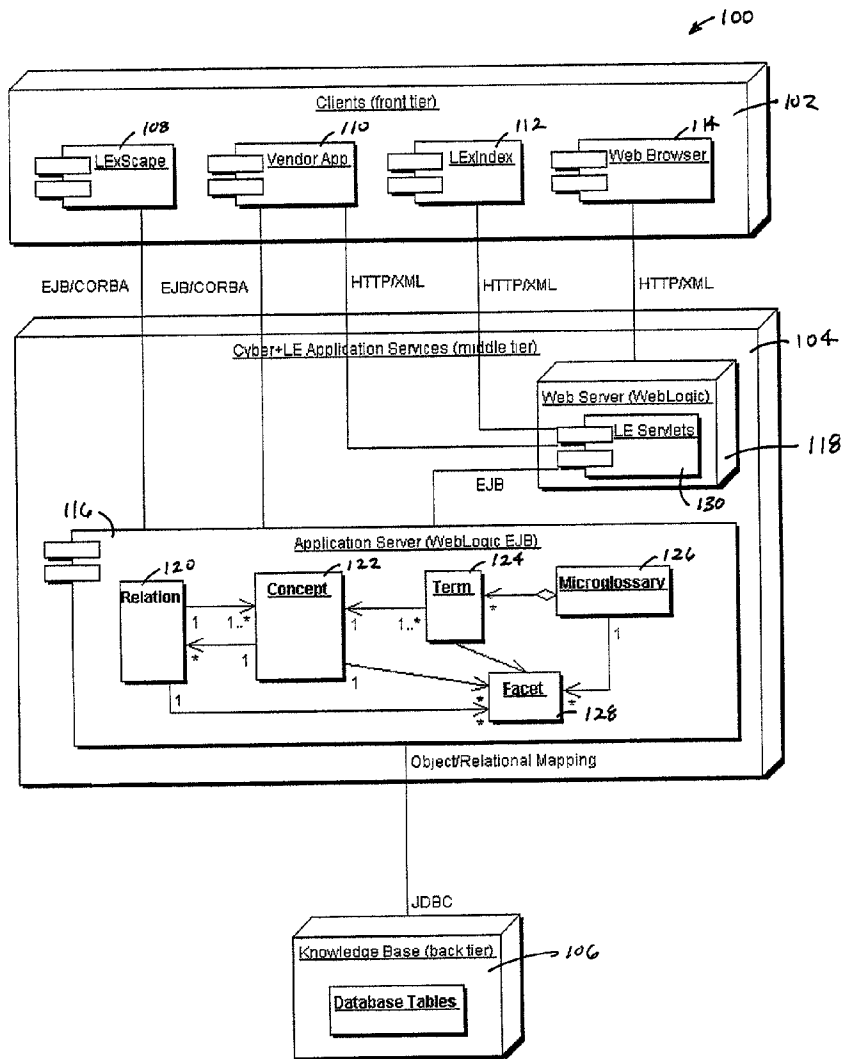 100
Clients (front tier)
102
108
110
112
114
LExScape
Vendor App
LExIndex
Web Browser
EJB/CORBA
EJB/CORBA
HTTP/XML
HTTP/XML
HTTP/XML
104
Cyber+LE Application Services (middle tier)
Web Server (WebLogic)
LE Servlets
118
130
EJB
116
Application Server (WebLogic EJB)
120
122
124
126
Relation
Concept
Term
Microglossary
1
1..*
1
1..*
*
*
1
1
1
Facet
*
*
*
128
1
Object/Relational Mapping
JDBC
Knowledge Base (back tier)
106
Database Tables